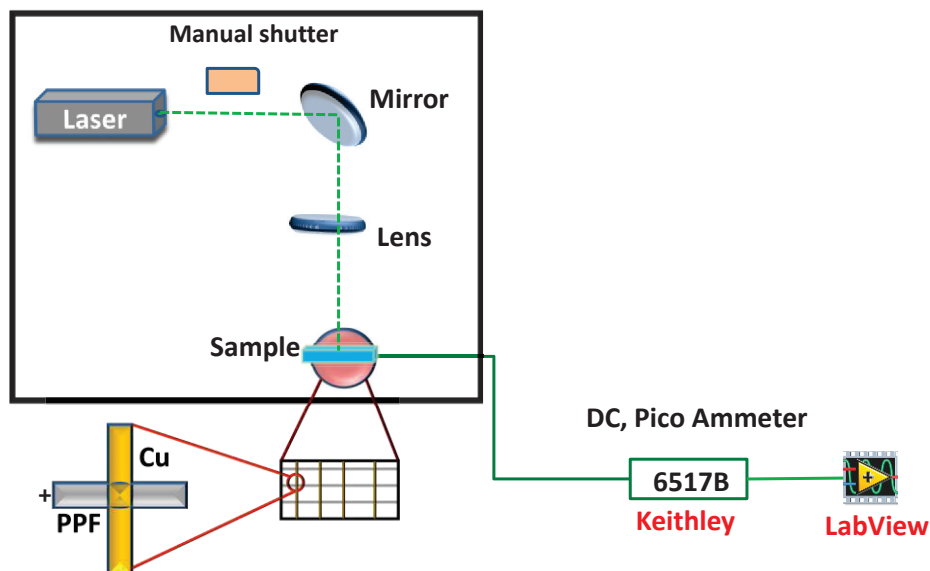 Manual shutter
Laser
Mirror
Lens
Sample
Cu
+
PPF
DC, Pico Ammeter
6517B
Keithley
+
LabView